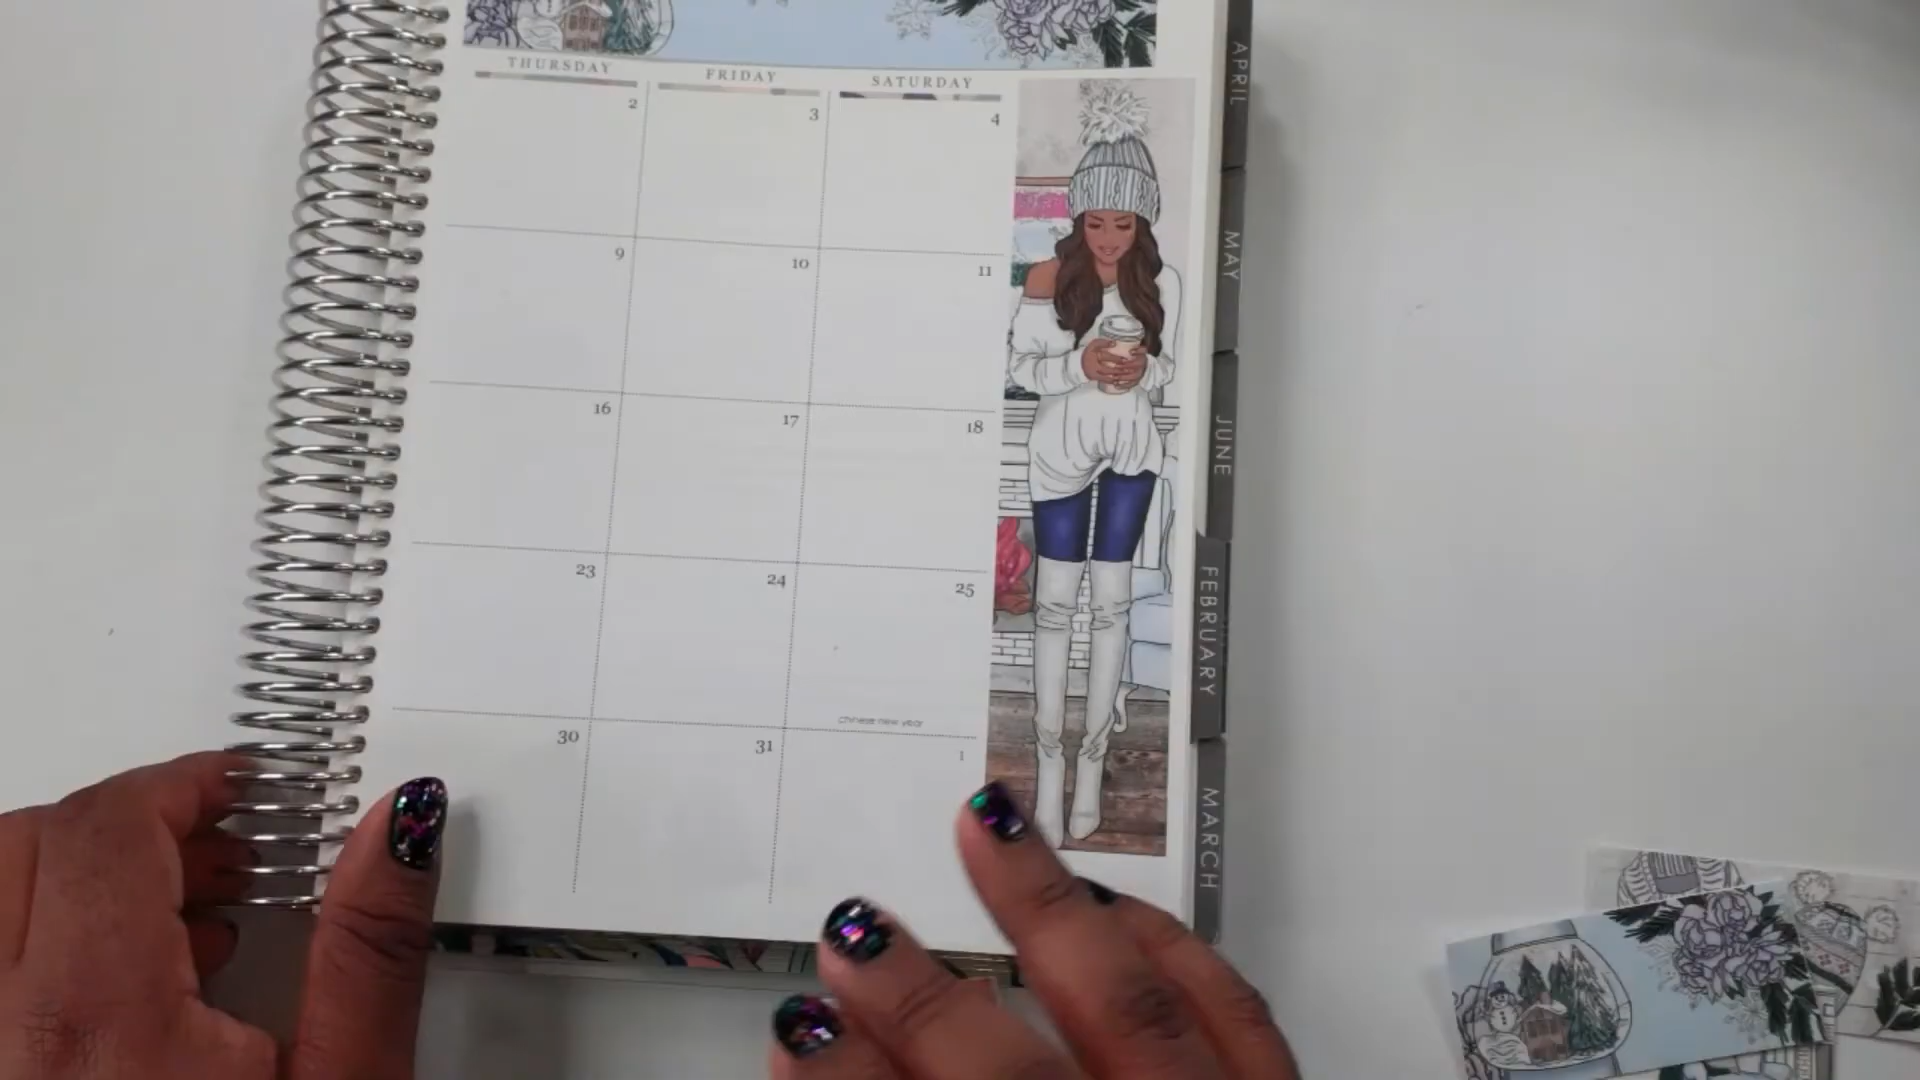 THURSDAY
FRIDAY
SATURDAY
2
3
4
9
10
11
16
17
18
23
24
25
chinese new year
30
31
1
APRIL
MAY
JUNE
FEBRUARY
MARCH